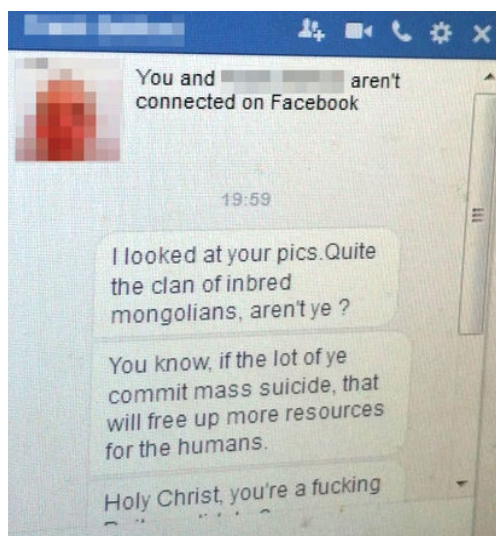 You and aren't
connected on Facebook
19:59
I looked at your pics.Quite
the clan of inbred
mongolians, aren't ye ?
You know, if the lot of ye
commit mass suicide, that
will free up more resources
for the humans.
Holy Christ, you're a fucking